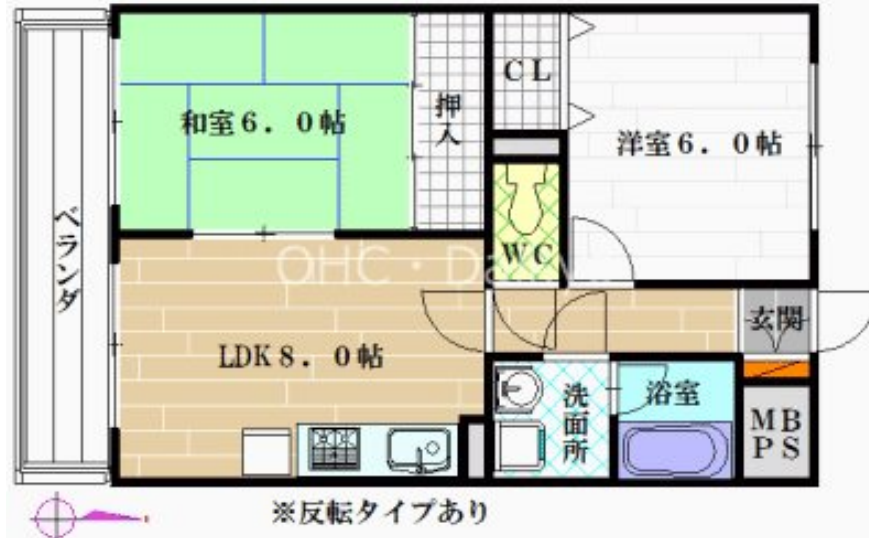 CL
押入
和室6.0帖
洋室6.0帖
WC
ベランダ
玄関
LDK8.0帖
浴室
洗面所
MB
PS
※反転タイプあり